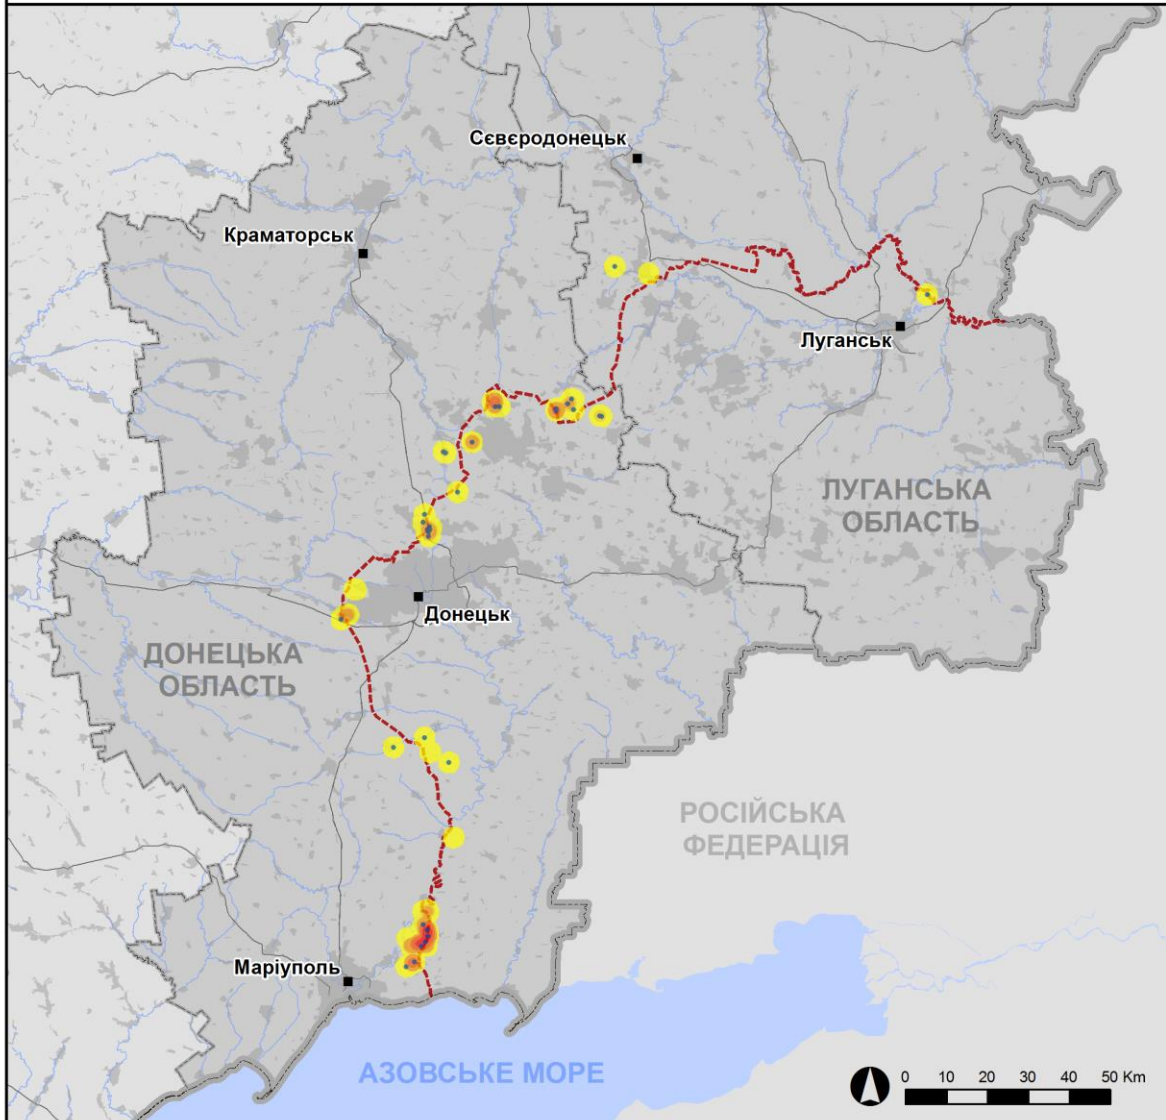 Сєвєродонецьк
Краматорськ
Луганськ
ЛУГАНСЬКА
ОБЛАСТЬ
Донецьк
ДОНЕЦЬКА
ОБЛАСТЬ
РОСІЙСЬКА
ФЕДЕРАЦІЯ
Маріуполь
АЗОВСЬКЕ МОРЕ
0 10 20 30 40 50 Km